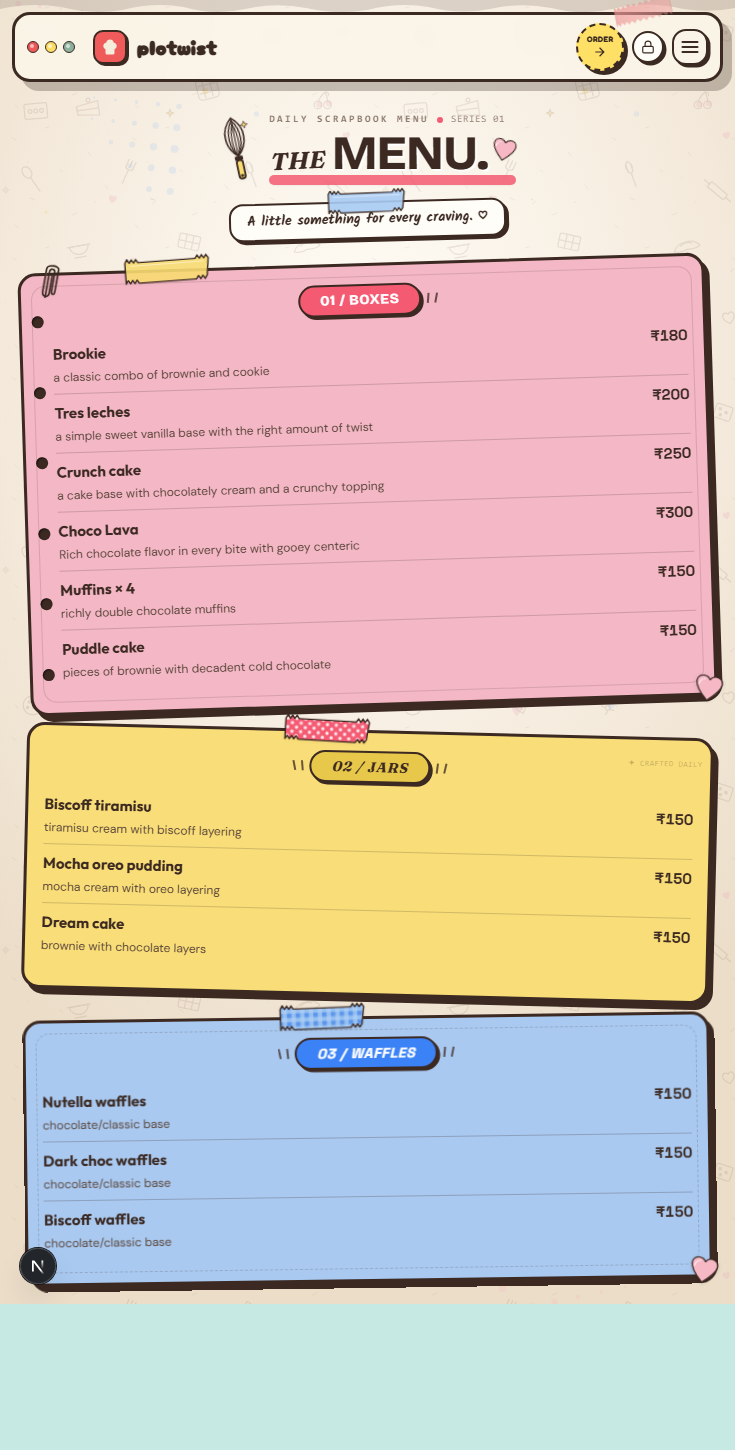 plotwist
ORDER
DAILY SCRAPBOOK MENU ● SERIES 01
THE MENU.
A little something for every craving. ♡
01 / BOXES
Brookie ₹180
a classic combo of brownie and cookie
Tres leches ₹200
a simple sweet vanilla base with the right amount of twist
Crunch cake ₹250
a cake base with chocolately cream and a crunchy topping
Choco Lava ₹300
Rich chocolate flavor in every bite with gooey centeric
Muffins × 4 ₹150
richly double chocolate muffins
Puddle cake ₹150
pieces of brownie with decadent cold chocolate
02 / JARS
✦ CRAFTED DAILY
Biscoff tiramisu ₹150
tiramisu cream with biscoff layering
Mocha oreo pudding ₹150
mocha cream with oreo layering
Dream cake ₹150
brownie with chocolate layers
03 / WAFFLES
Nutella waffles ₹150
chocolate/classic base
Dark choc waffles ₹150
chocolate/classic base
Biscoff waffles ₹150
chocolate/classic base
N